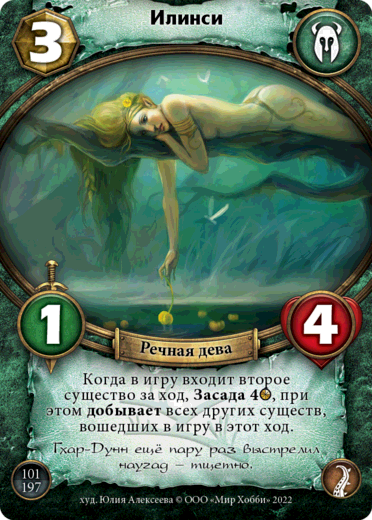 Илинси
3
1
4
Речная дева
Когда в игру входит второе
существо за ход, Засада 4, при
этом добывает всех других существ,
вошедших в игру в этот ход.
Гхар-Дунн ещё пару раз выстрелил
наугад – тщетно.
101
197
худ. Юлия Алексеева © ООО «Мир Хобби» 2022